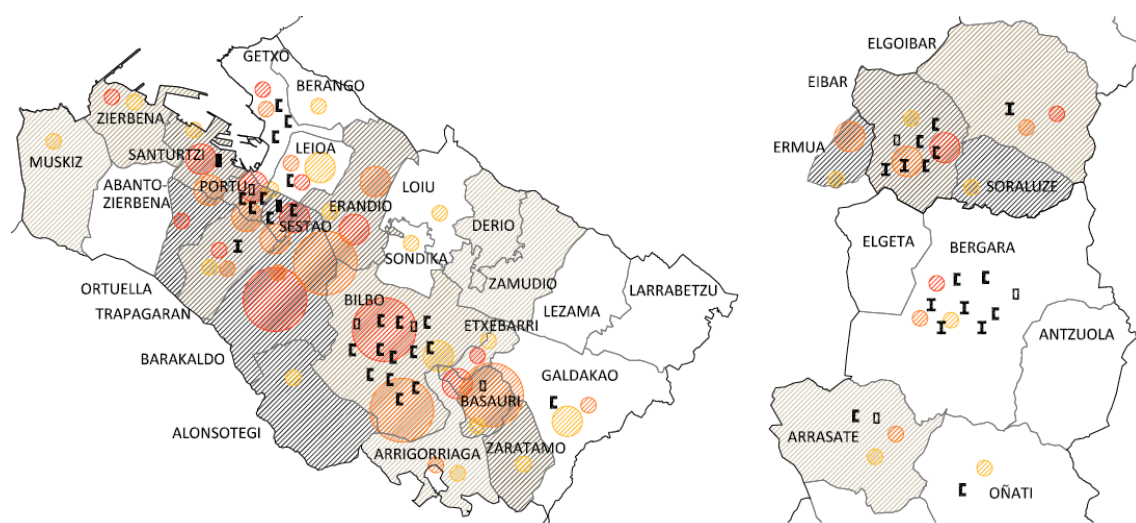 GETXO
BERANGO
ZIERBENA
MUSKIZ
SANTURTZI
LEIOA
ABANTO-
ZIERBENA
PORTU
LOIU
ERANDIO
SESTAO
DERIO
SONDIKA
ZAMUDIO
ORTUELLA
LARRABETZU
LEZAMA
TRAPAGARAN
BILBO
ETXEBARRI
BARAKALDO
GALDAKAO
BASAURI
ALONSOTEGI
ARRIGORRIAGA
ZARATAMO
ELGOIBAR
EIBAR
ERMUA
SORALUZE
ELGETA
BERGARA
ANTZUOLA
ARRASATE
OÑATI